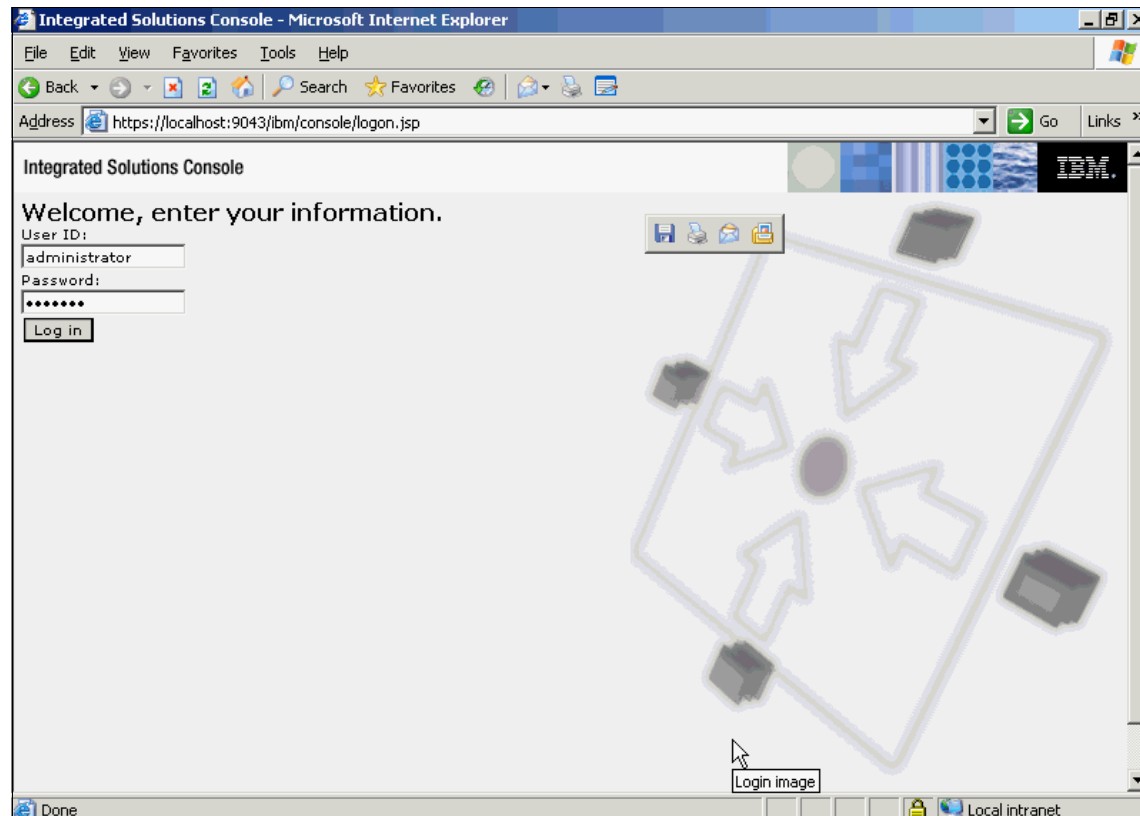 Integrated Solutions Console - Microsoft Internet Explorer
File Edit View Favorites Tools Help
Back Search Favorites
Address https://localhost:9043/ibm/console/logon.jsp Go Links »
Integrated Solutions Console IBM.
Welcome, enter your information.
User ID:
administrator
Password:
•••••••
Log in
Login image
Done Local intranet